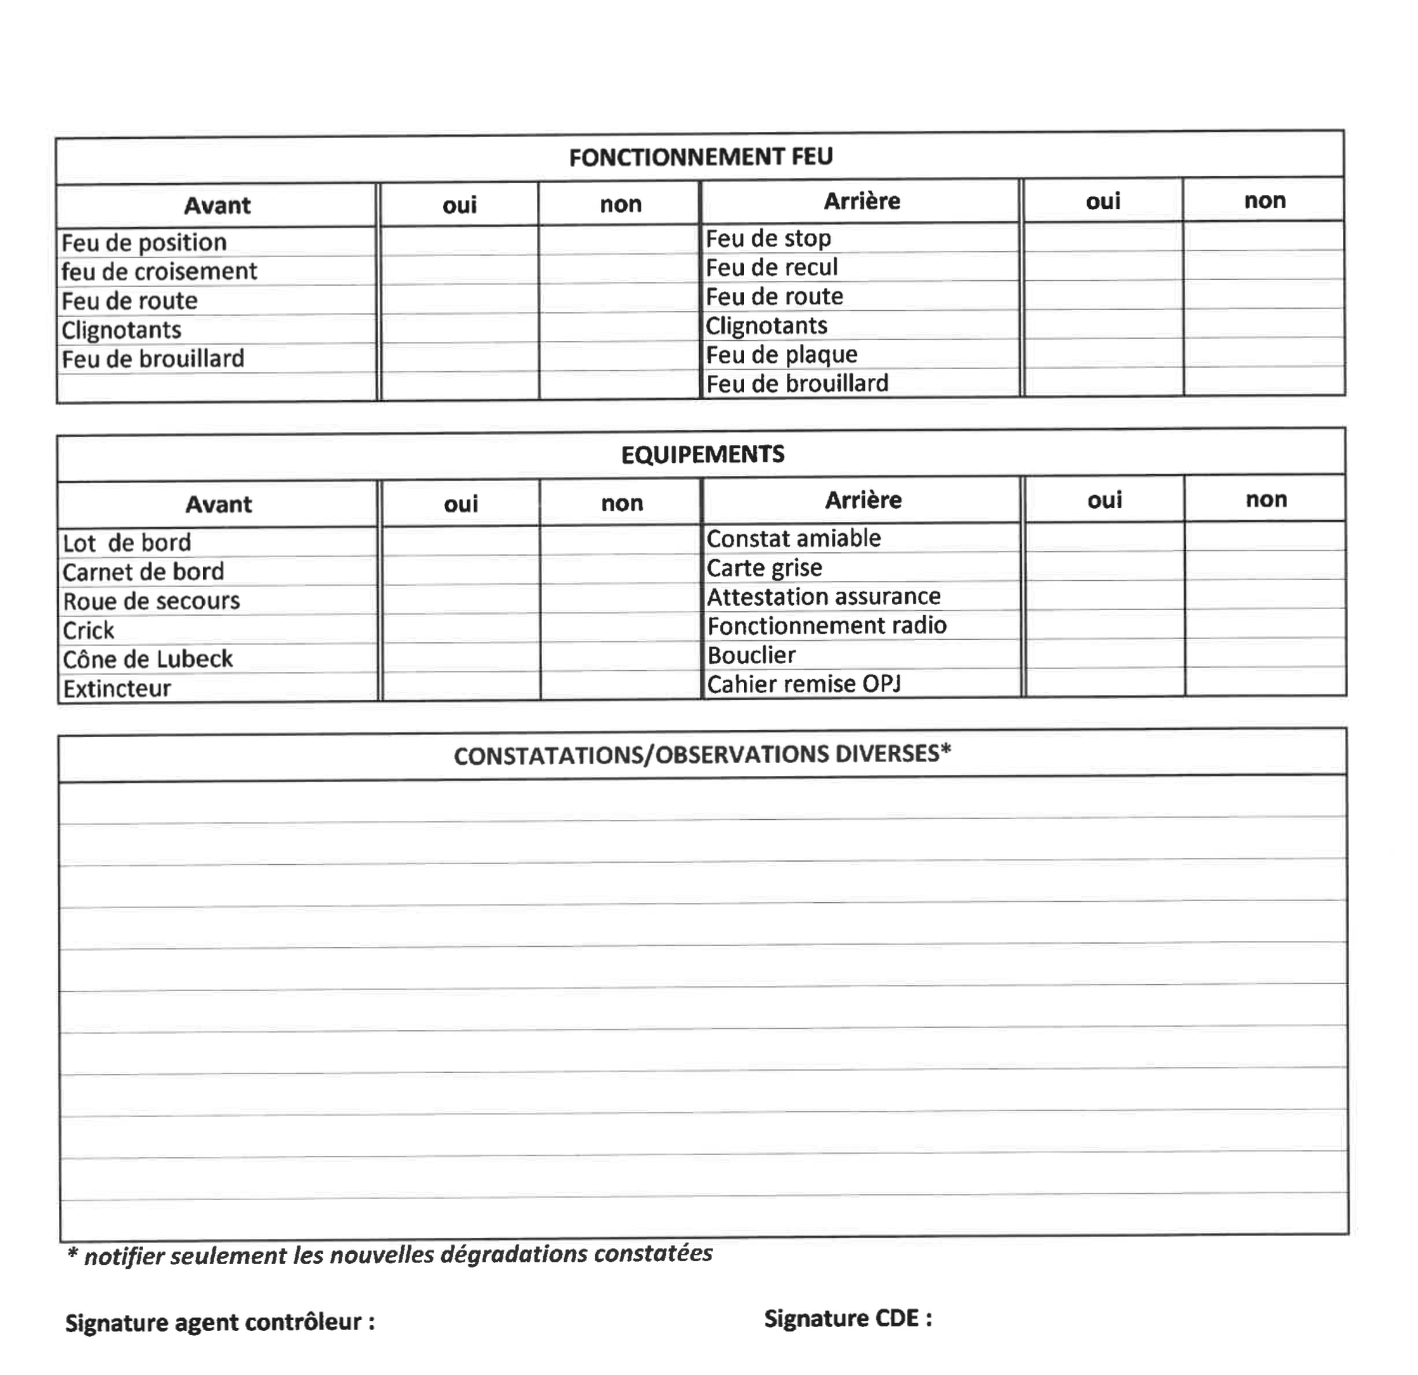 FONCTIONNEMENT FEU
Avant oui non Arrière oui non
Feu de position Feu de stop
feu de croisement Feu de recul
Feu de route Feu de route
Clignotants Clignotants
Feu de brouillard Feu de plaque
Feu de brouillard
EQUIPEMENTS
Avant oui non Arrière oui non
Lot de bord Constat amiable
Carnet de bord Carte grise
Roue de secours Attestation assurance
Crick Fonctionnement radio
Cône de Lubeck Bouclier
Extincteur Cahier remise OPJ
CONSTATATIONS/OBSERVATIONS DIVERSES*
* notifier seulement les nouvelles dégradations constatées
Signature agent contrôleur : Signature CDE :